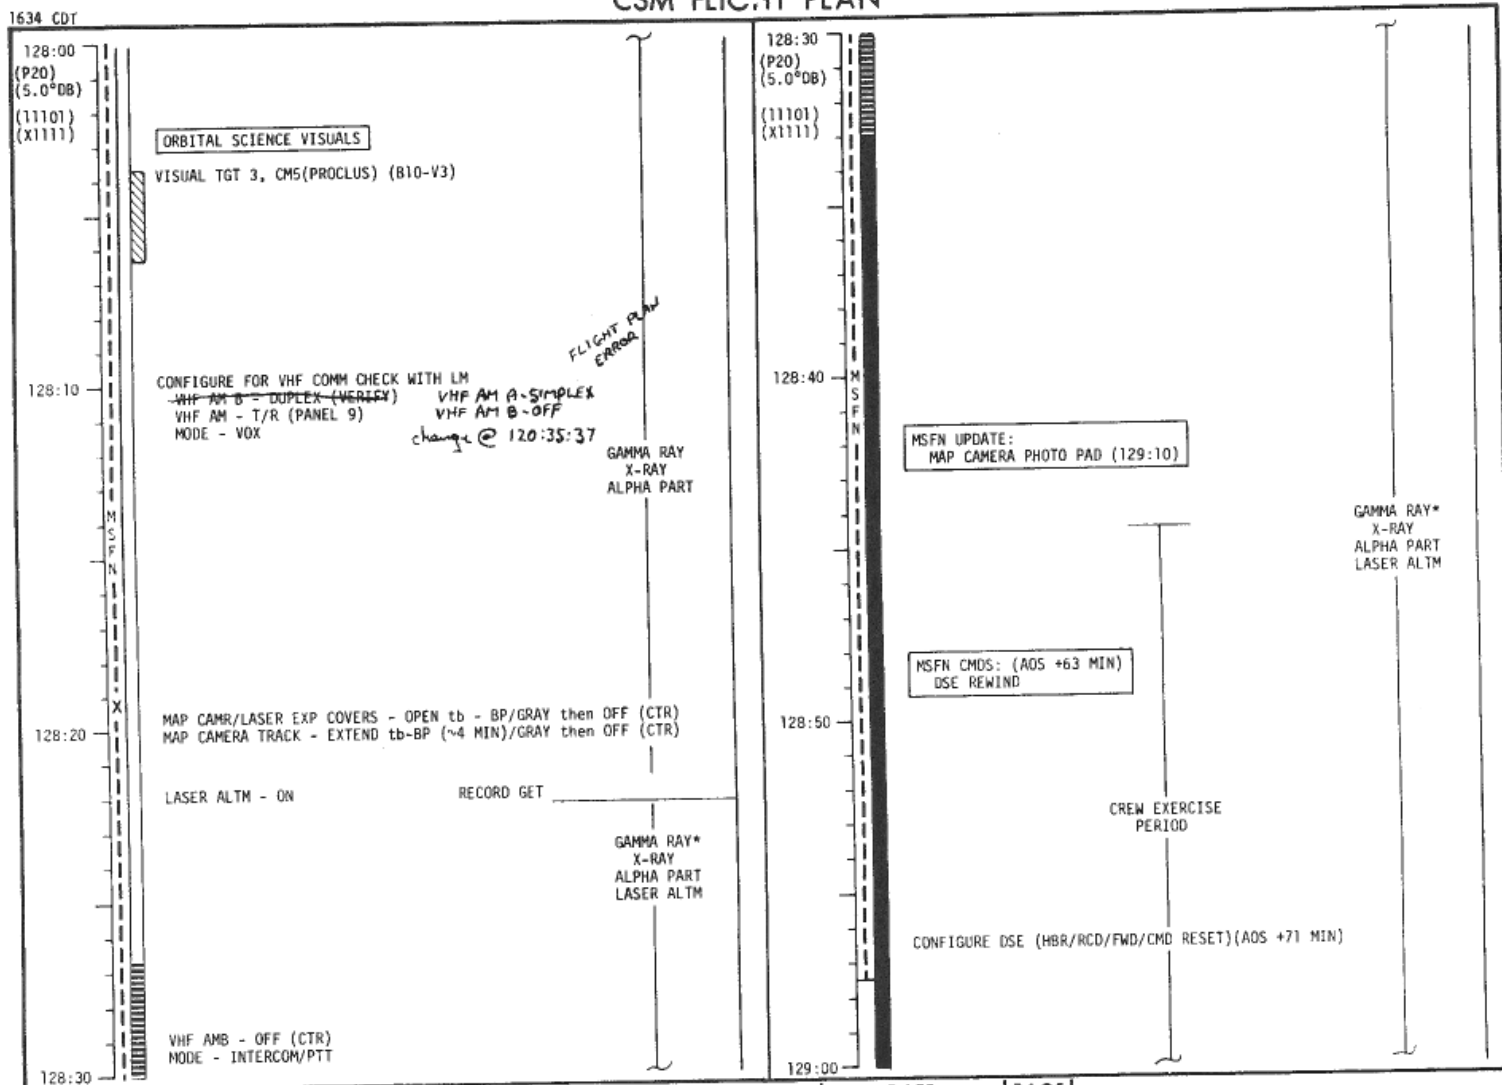 CSM FLIGHT PLAN
1634 CDT
128:00
(P20)
(5.0°DB)
(11101)
(X1111)
ORBITAL SCIENCE VISUALS
VISUAL TGT 3, CM5(PROCLUS) (B10-V3)
FLIGHT PLAN
ERROR
128:10
CONFIGURE FOR VHF COMM CHECK WITH LM
VHF AM B - DUPLEX (VERIFY) VHF AM A-SIMPLEX
VHF AM - T/R (PANEL 9) VHF AM B-OFF
MODE - VOX change @ 120:35:37
GAMMA RAY
X-RAY
ALPHA PART
MSFN
X
MAP CAMR/LASER EXP COVERS - OPEN tb - BP/GRAY then OFF (CTR)
128:20
MAP CAMERA TRACK - EXTEND tb-BP (~4 MIN)/GRAY then OFF (CTR)
LASER ALTM - ON RECORD GET
GAMMA RAY*
X-RAY
ALPHA PART
LASER ALTM
VHF AMB - OFF (CTR)
MODE - INTERCOM/PTT
128:30
128:30
(P20)
(5.0°DB)
(11101)
(X1111)
128:40
MSFN
MSFN UPDATE:
MAP CAMERA PHOTO PAD (129:10)
GAMMA RAY*
X-RAY
ALPHA PART
LASER ALTM
MSFN CMDS: (AOS +63 MIN)
DSE REWIND
128:50
CREW EXERCISE
PERIOD
CONFIGURE DSE (HBR/RCD/FWD/CMD RESET)(AOS +71 MIN)
129:00